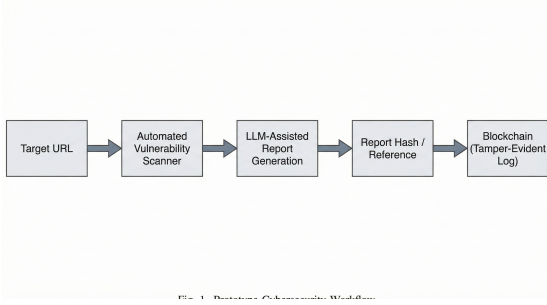 Target URL
Automated
Vulnerability
Scanner
LLM-Assisted
Report
Generation
Report Hash /
Reference
Blockchain
(Tamper-Evident
Log)
Fig. 1. Prototype Cybersecurity Workflow